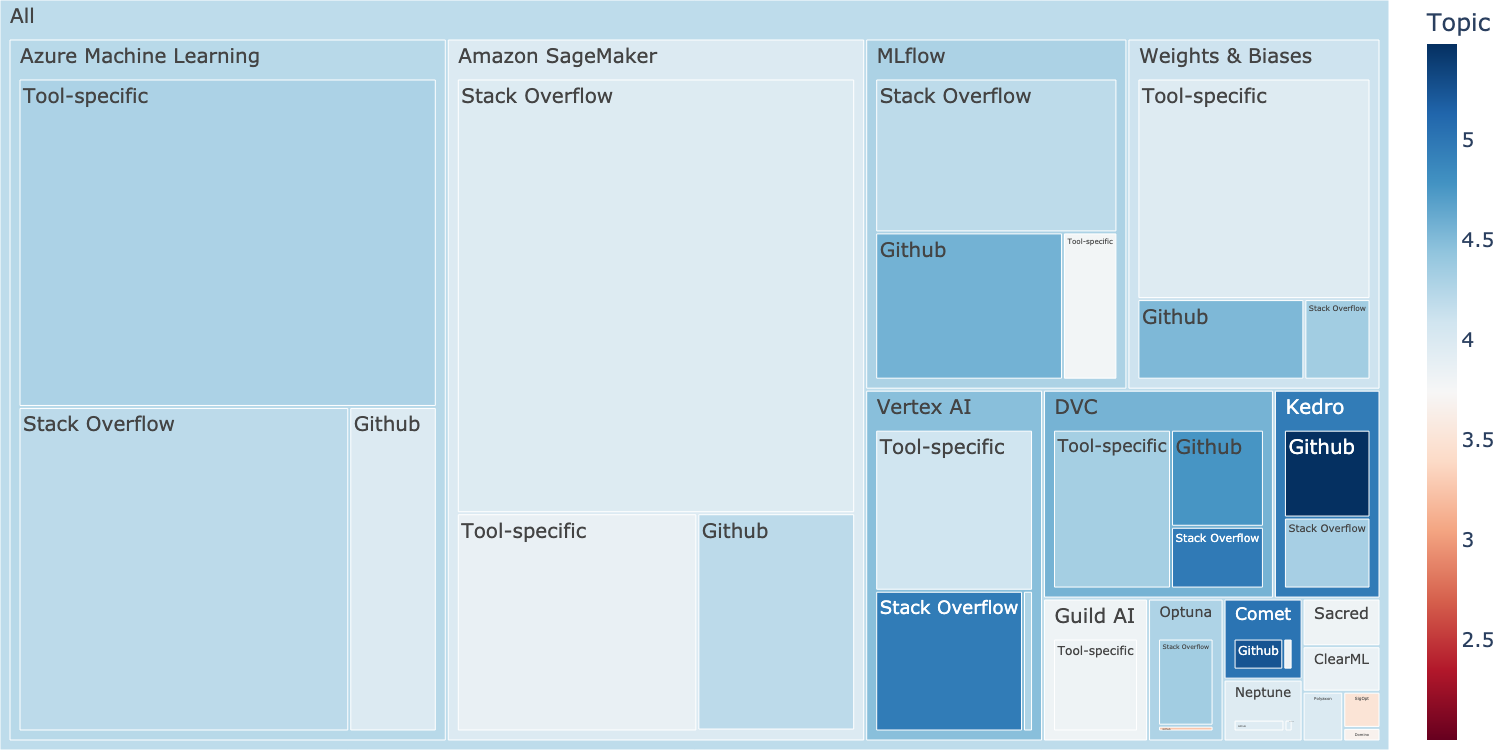 All
Topic
Azure Machine Learning
Tool-specific
Stack Overflow
Github
Amazon SageMaker
Stack Overflow
Tool-specific
Github
MLflow
Stack Overflow
Github
Tool-specific
Weights & Biases
Tool-specific
Github
Stack Overflow
Vertex AI
Tool-specific
Stack Overflow
DVC
Tool-specific
Github
Stack Overflow
Kedro
Github
Stack Overflow
Guild AI
Tool-specific
Optuna
Stack Overflow
Comet
Github
Neptune
Sacred
ClearML
Polyaxon
SigOpt
Domino
5
4.5
4
3.5
3
2.5